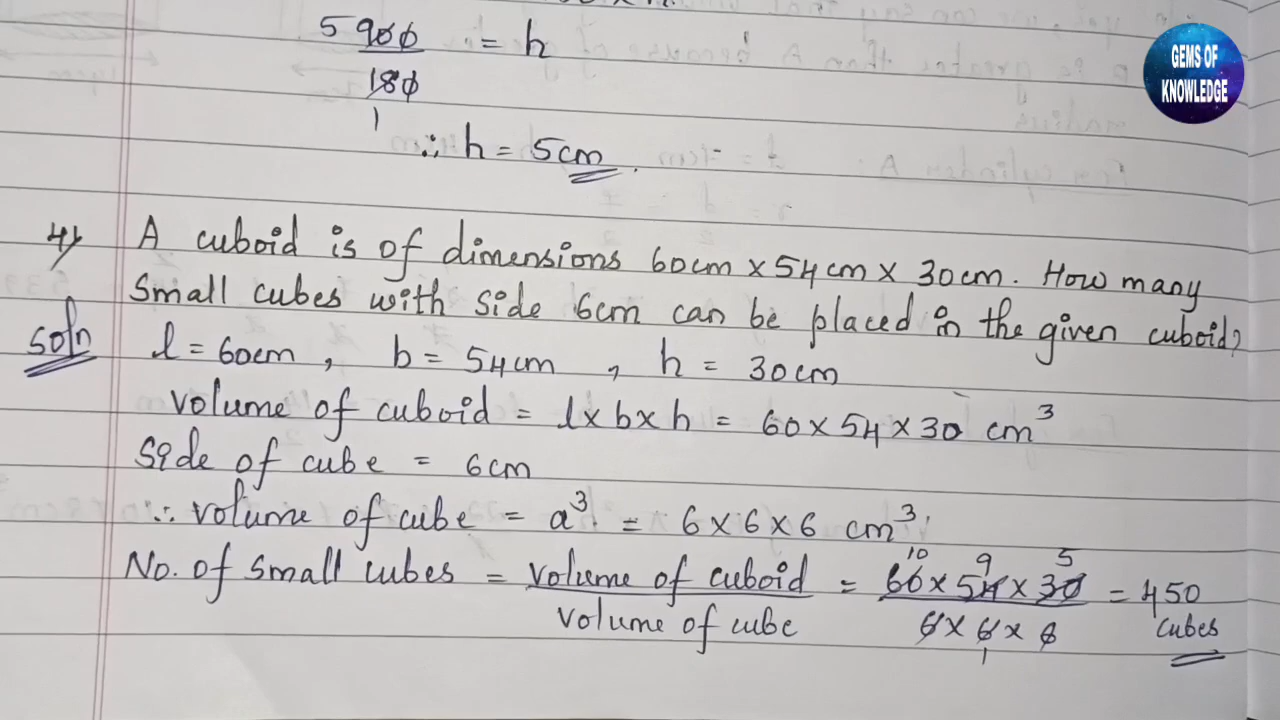 5 900 = h
180
1
∴ h = 5cm.
GEMS OF
KNOWLEDGE
4) A cuboid is of dimensions 60cm × 54cm × 30cm. How many
small cubes with side 6cm can be placed in the given cuboid?
Soln l = 60cm, b = 54cm, h = 30cm
Volume of cuboid = l×b×h = 60×54×30 cm³
Side of cube = 6cm
∴ volume of cube = a³ = 6×6×6 cm³
10 9 5
No. of small cubes = volume of cuboid = 60×54×30 = 450
volume of cube 6×6×6 cubes
1